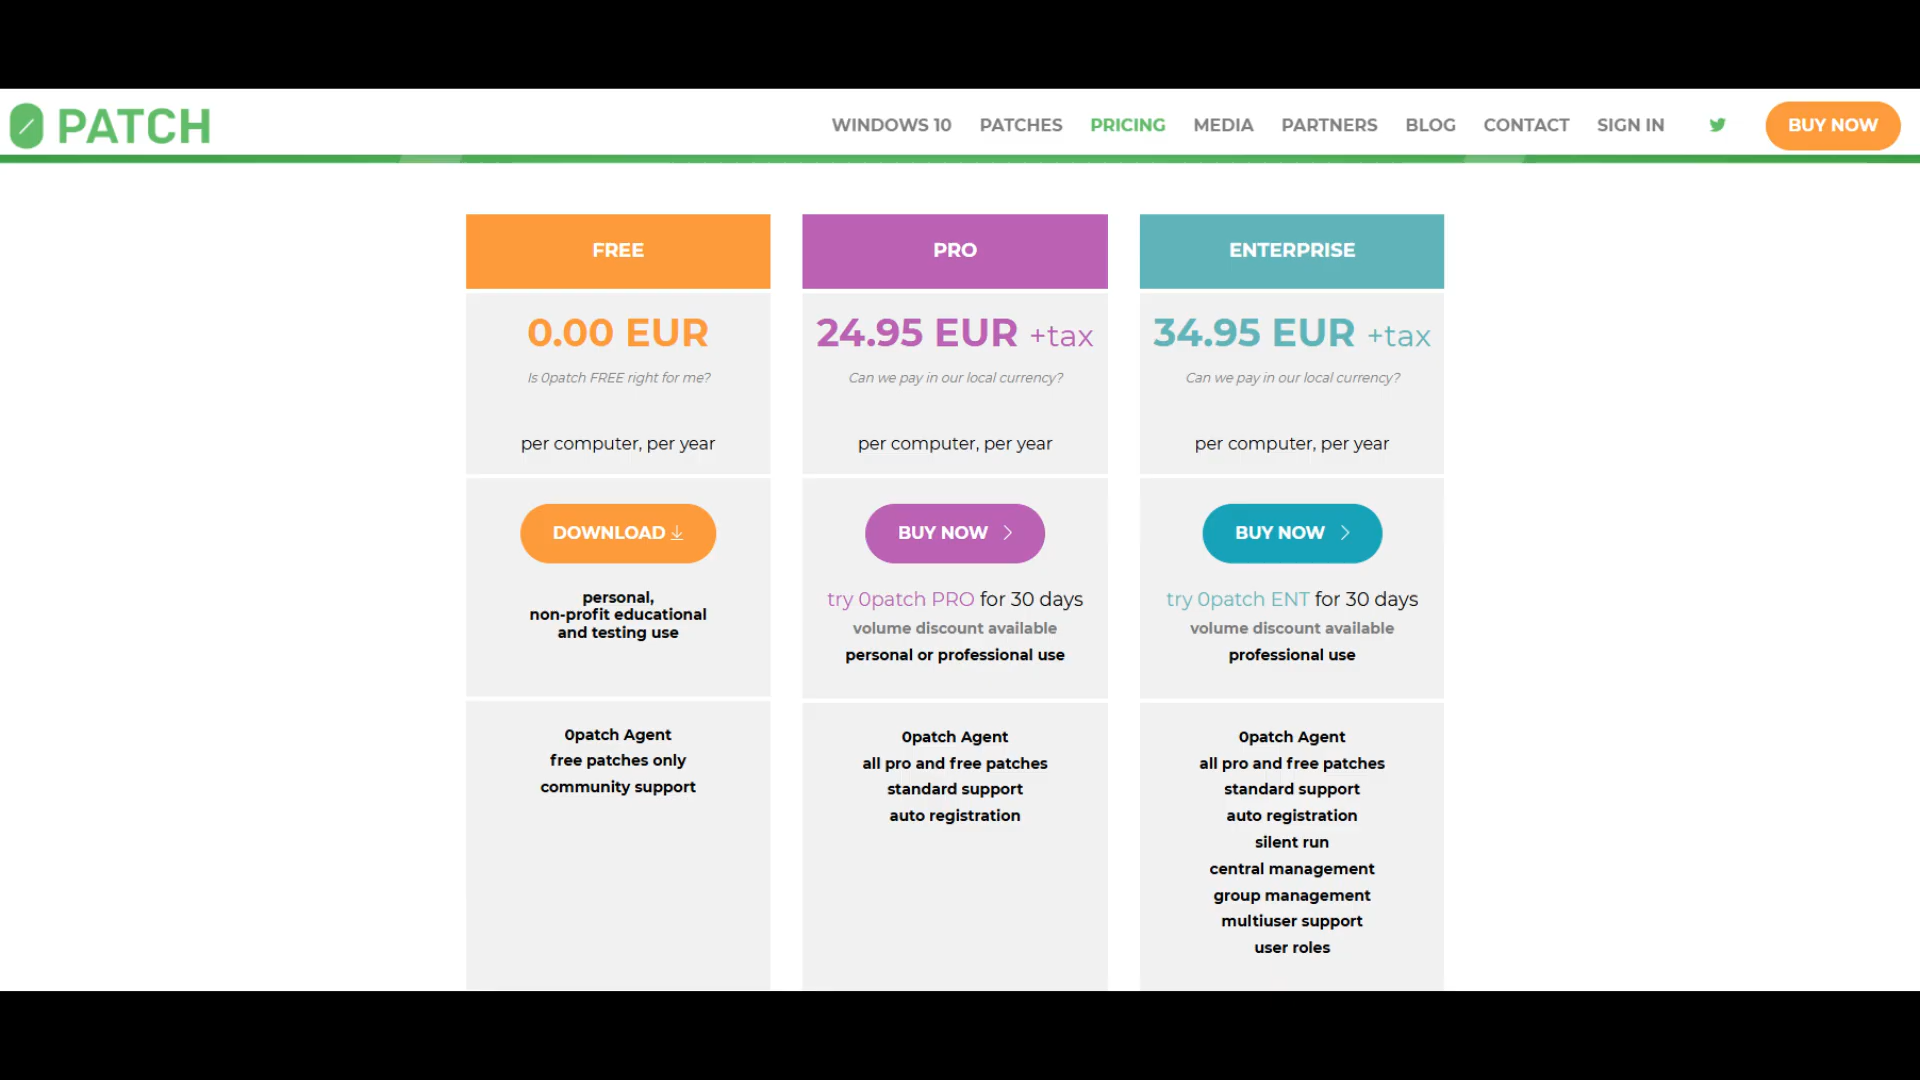 0 PATCH
WINDOWS 10 PATCHES PRICING MEDIA PARTNERS BLOG CONTACT SIGN IN BUY NOW
FREE
0.00 EUR
Is 0patch FREE right for me?
per computer, per year
DOWNLOAD
personal,
non-profit educational
and testing use
0patch Agent
free patches only
community support
PRO
24.95 EUR +tax
Can we pay in our local currency?
per computer, per year
BUY NOW
try 0patch PRO for 30 days
volume discount available
personal or professional use
0patch Agent
all pro and free patches
standard support
auto registration
ENTERPRISE
34.95 EUR +tax
Can we pay in our local currency?
per computer, per year
BUY NOW
try 0patch ENT for 30 days
volume discount available
professional use
0patch Agent
all pro and free patches
standard support
auto registration
silent run
central management
group management
multiuser support
user roles